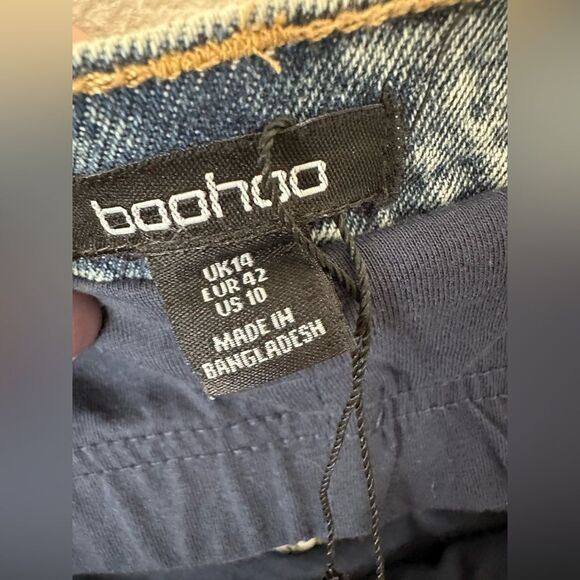 boohoo
UK14
EUR 42
US 10
MADE IN
BANGLADESH